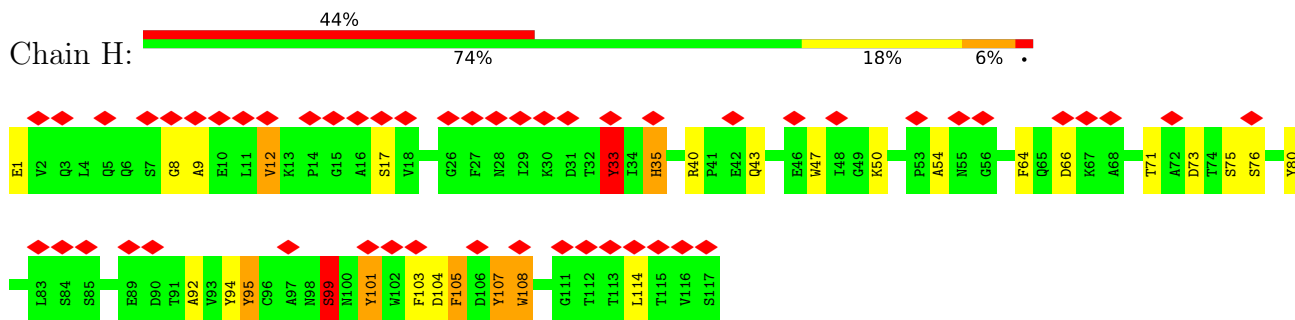 44%
Chain H:
74% 18% 6% •
E1 V2 Q3 L4 Q5 Q6 S7 G8 A9 E10 L11 V12 K13 P14 G15 A16 S17 V18 G26 F27 N28 I29 K30 D31 T32 Y33 I34 H35 R40 P41 E42 Q43 E46 W47 I48 G49 K50 P53 A54 N55 G56 F64 Q65 D66 K67 A68 T71 A72 D73 T74 S75 S76 Y80
L83 S84 S85 E89 D90 T91 A92 V93 Y94 Y95 C96 A97 N98 S99 N100 Y101 W102 F103 D104 F105 D106 Y107 W108 G111 T112 T113 L114 T115 V116 S117